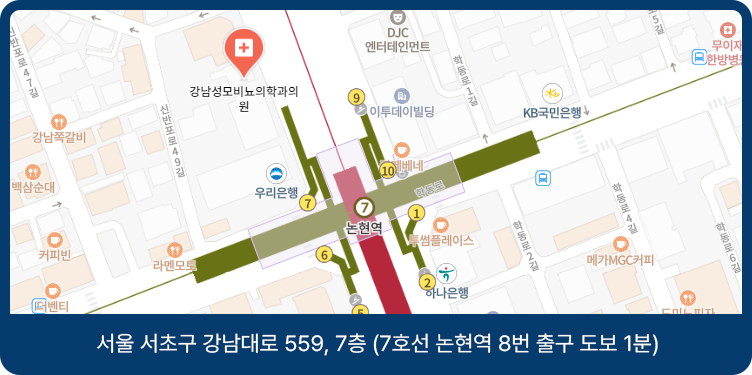 신반포로47길
강남성모비뇨의학과의
원
DJC
엔터테인먼트
무이재
한방병원
학동로1길
KB국민은행
9
이투데이빌딩
강남쪽갈비
신반포로49길
백삼순대
우리은행
7
10
페베네
학동로
7
논현역
1
투썸플레이스
학동로2길
학동로4길
학동로6길
커피빈
라멘모토
6
메가MGC커피
2
하나은행
더벤티
5
도미노피자
서울 서초구 강남대로 559, 7층 (7호선 논현역 8번 출구 도보 1분)